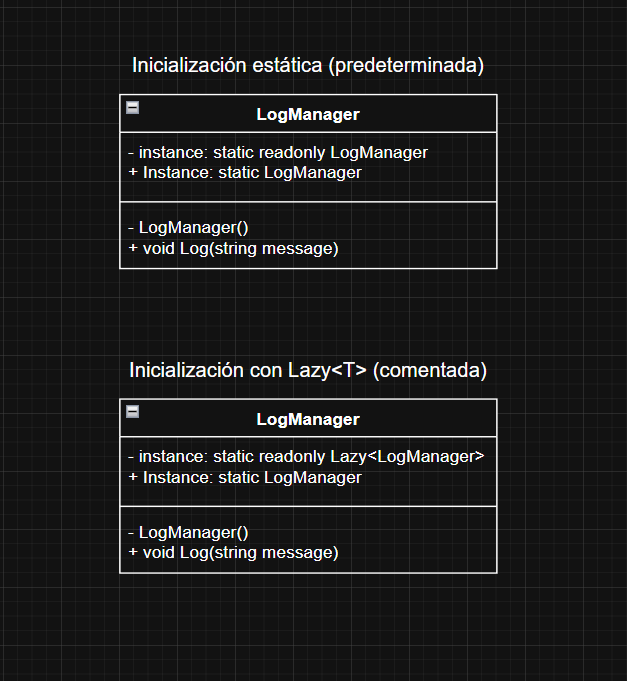 Inicialización estática (predeterminada)
LogManager
- instance: static readonly LogManager
+ Instance: static LogManager
- LogManager()
+ void Log(string message)
Inicialización con Lazy<T> (comentada)
LogManager
- instance: static readonly Lazy<LogManager>
+ Instance: static LogManager
- LogManager()
+ void Log(string message)